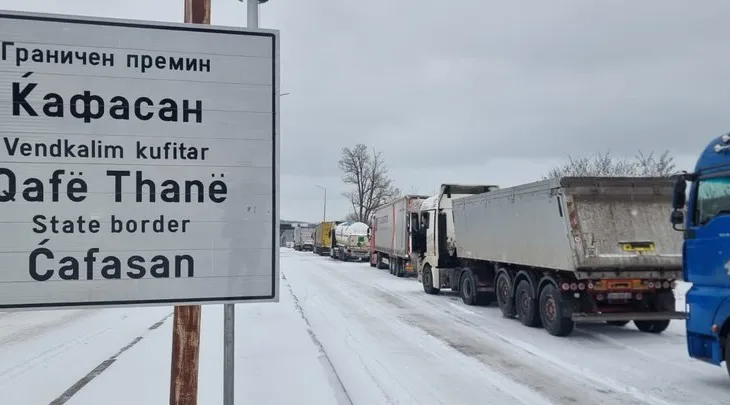 Граничен премин
Ќафасан
Vendkalim kufitar
Qafë Thanë
State border
Ćafasan